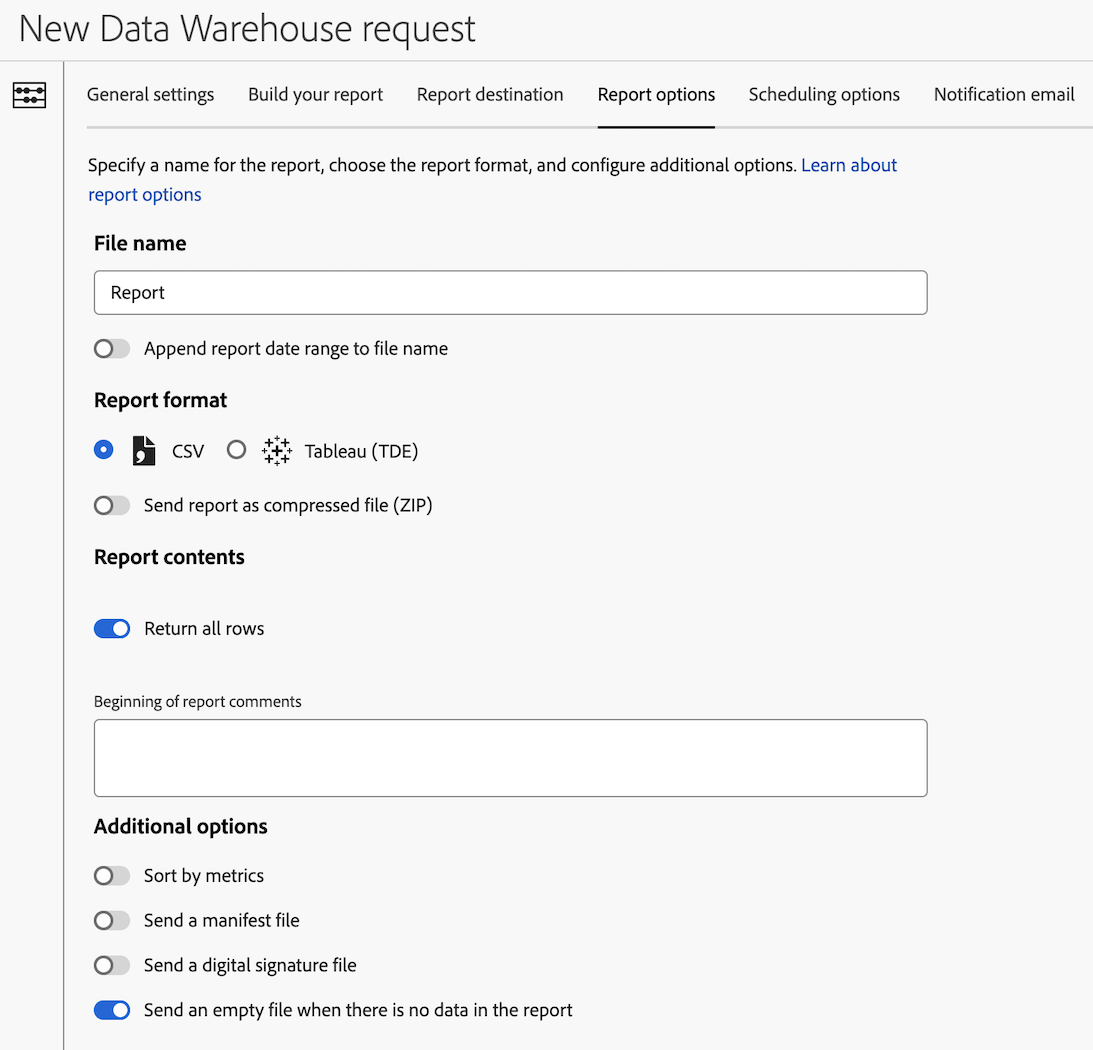 New Data Warehouse request
General settings Build your report Report destination Report options Scheduling options Notification email
Specify a name for the report, choose the report format, and configure additional options. Learn about
report options
File name
Report
Append report date range to file name
Report format
CSV Tableau (TDE)
Send report as compressed file (ZIP)
Report contents
Return all rows
Beginning of report comments
Additional options
Sort by metrics
Send a manifest file
Send a digital signature file
Send an empty file when there is no data in the report